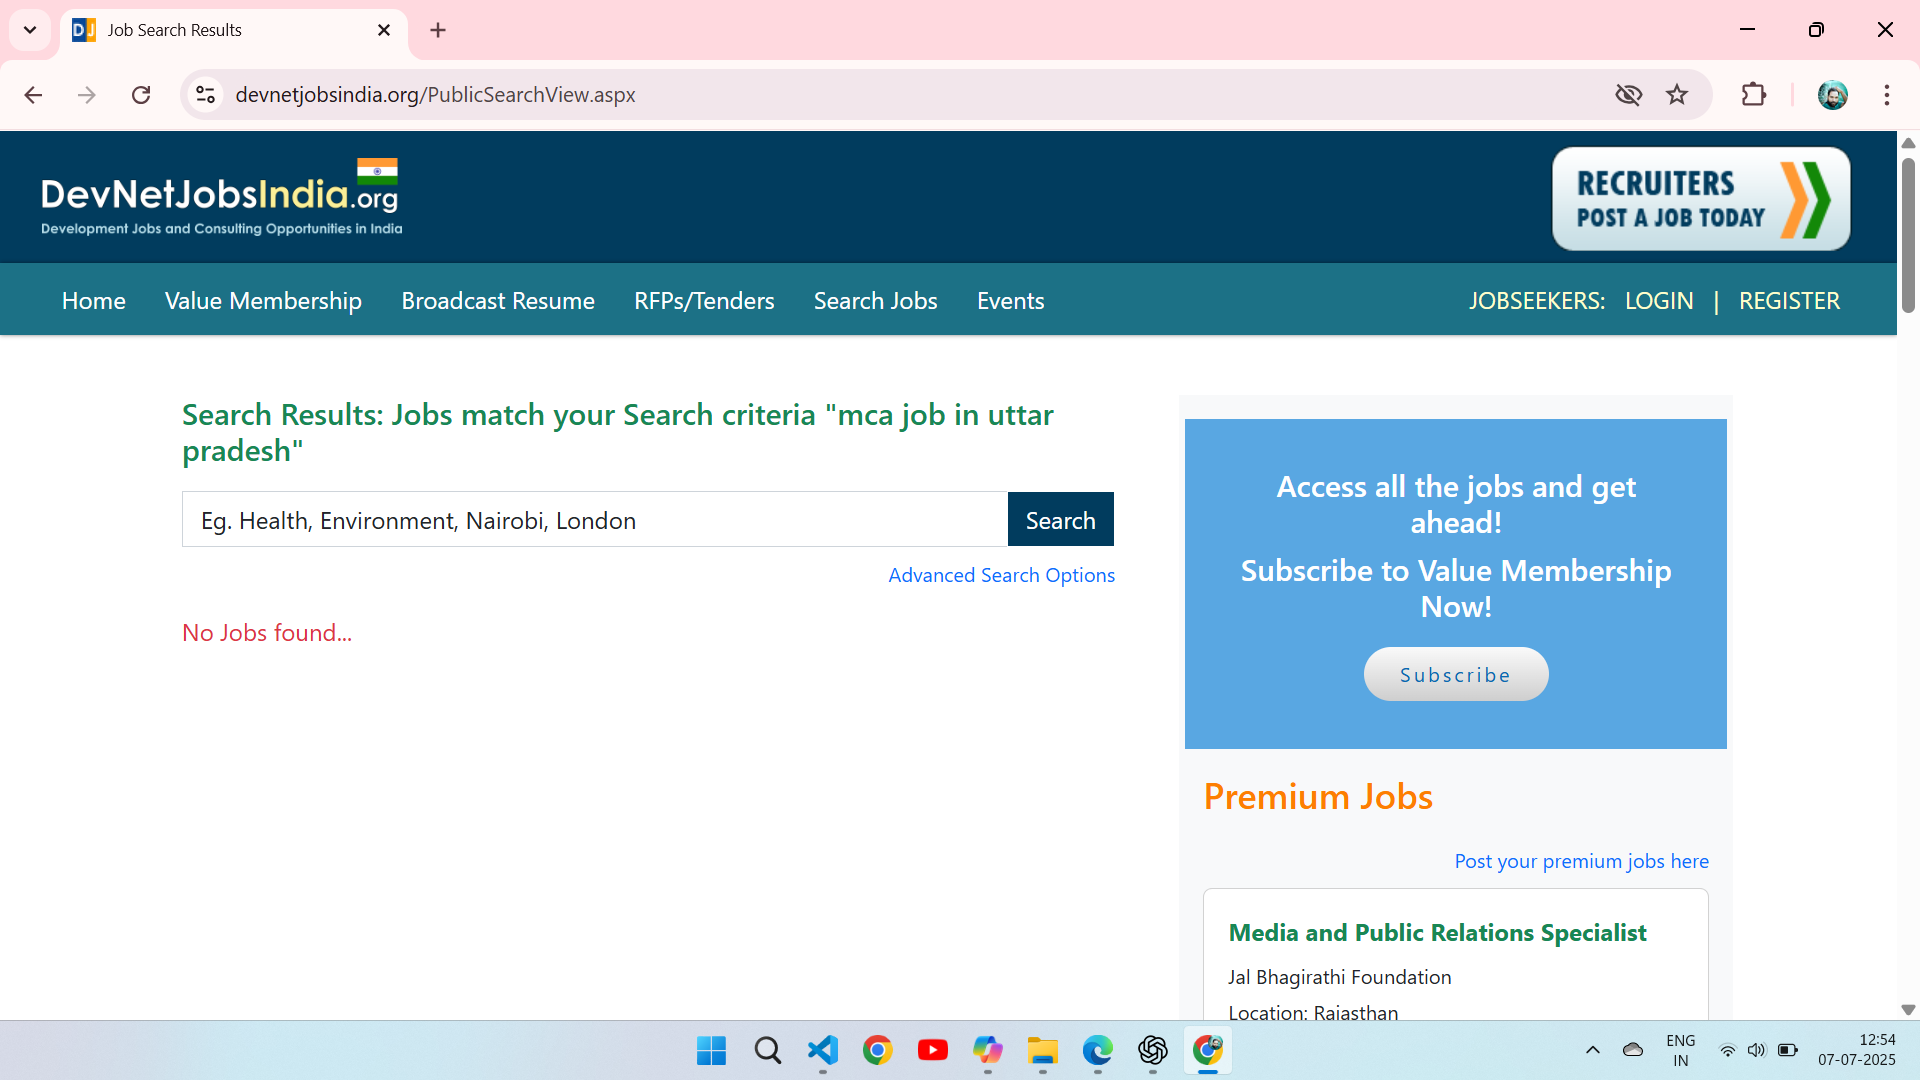 Job Search Results
devnetjobsindia.org/PublicSearchView.aspx
DevNetJobsIndia.org
Development Jobs and Consulting Opportunities in India
RECRUITERS
POST A JOB TODAY
Home Value Membership Broadcast Resume RFPs/Tenders Search Jobs Events JOBSEEKERS: LOGIN | REGISTER
Search Results: Jobs match your Search criteria "mca job in uttar
pradesh"
Eg. Health, Environment, Nairobi, London
Search
Advanced Search Options
No Jobs found...
Access all the jobs and get
ahead!
Subscribe to Value Membership
Now!
Subscribe
Premium Jobs
Post your premium jobs here
Media and Public Relations Specialist
Jal Bhagirathi Foundation
Location: Rajasthan
ENG
IN
12:54
07-07-2025